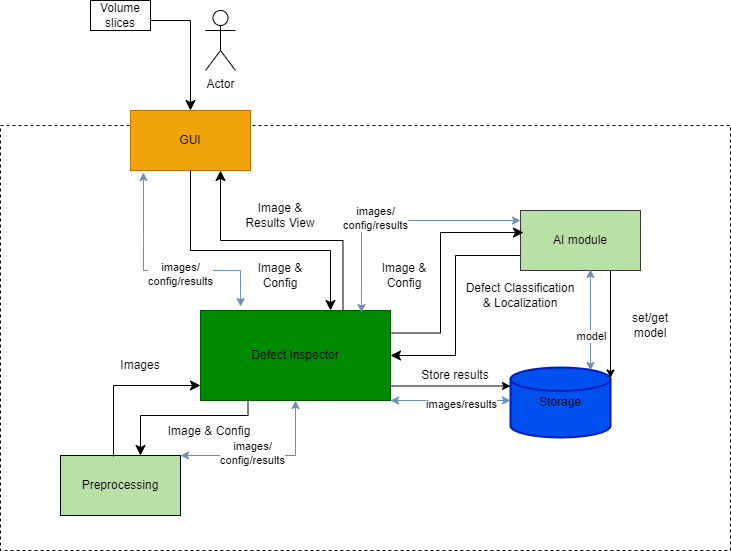 Volume
slices
Actor
GUI
Image &
Results View
images/
config/results
AI module
images/
config/results
Image &
Config
Image &
Config
Defect Classification
& Localization
set/get
model
model
Defect Inspector
Images
Store results
images/results
Storage
Image & Config
images/
config/results
Preprocessing